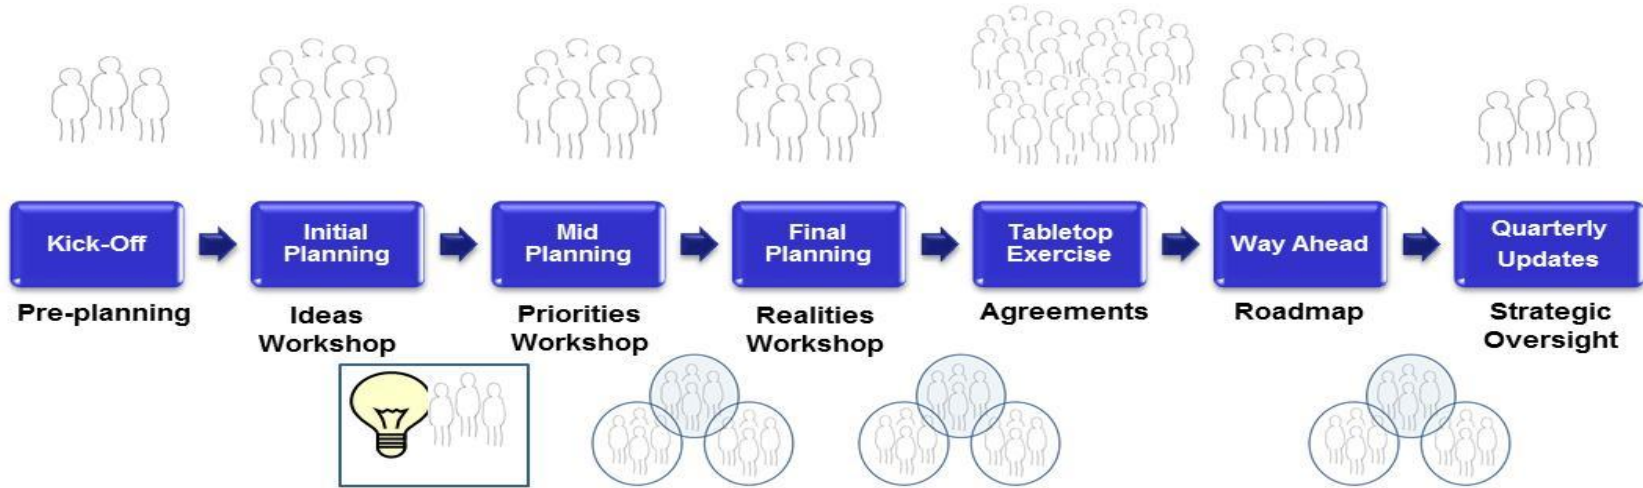 Kick-Off
Initial
Planning
Mid
Planning
Final
Planning
Tabletop
Exercise
Way Ahead
Quarterly
Updates
Pre-planning
Ideas
Workshop
Priorities
Workshop
Realities
Workshop
Agreements
Roadmap
Strategic
Oversight